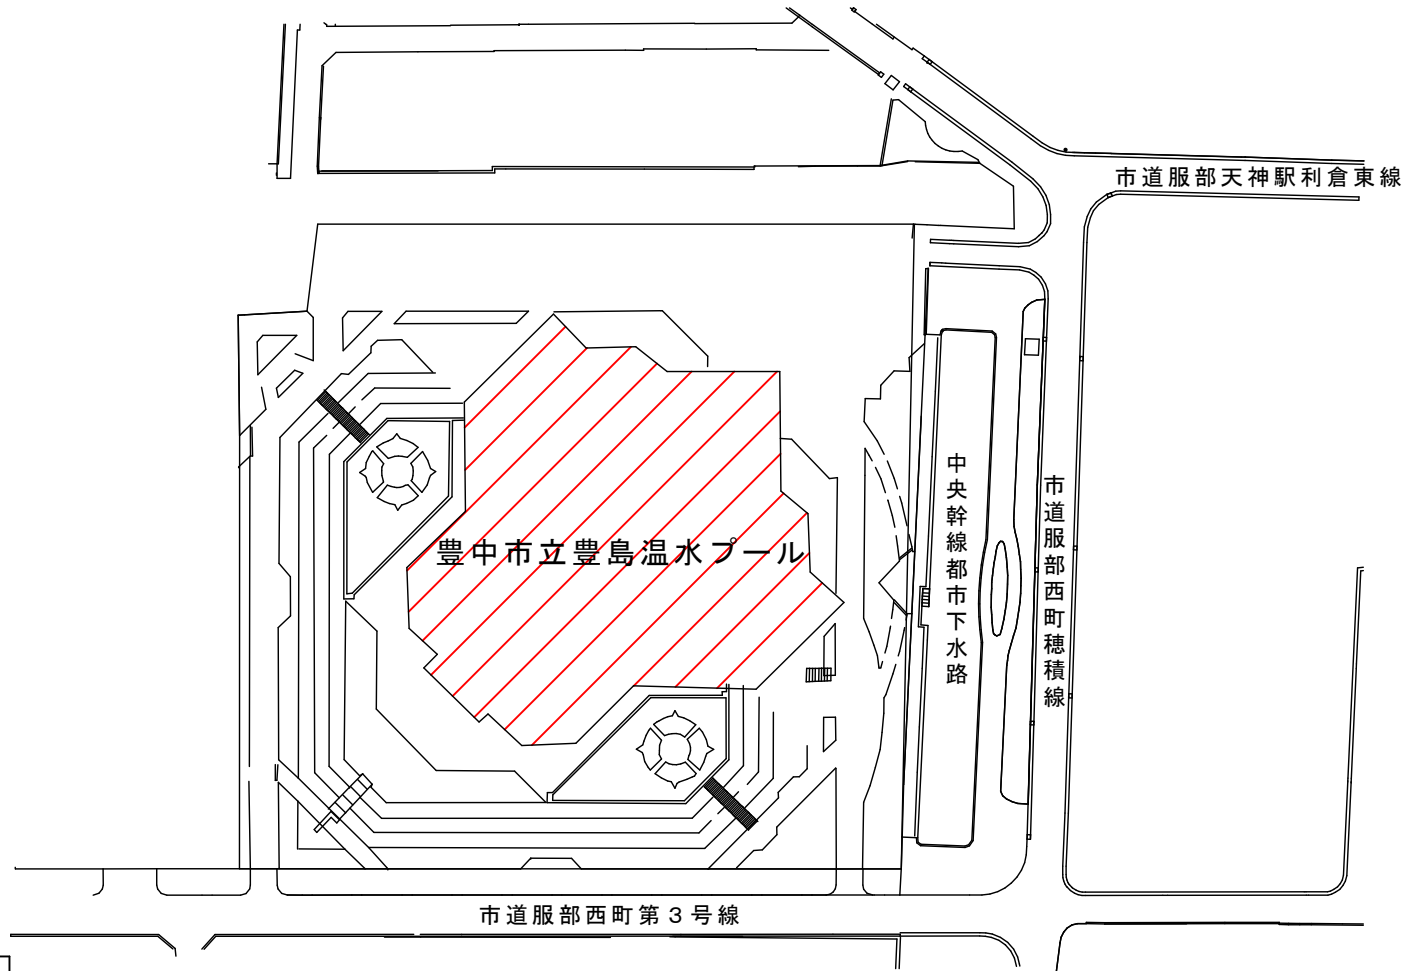 市道服部天神駅利倉東線
豊中市立豊島温水プール
中央幹線都市下水路
市道服部西町穂積線
市道服部西町第３号線